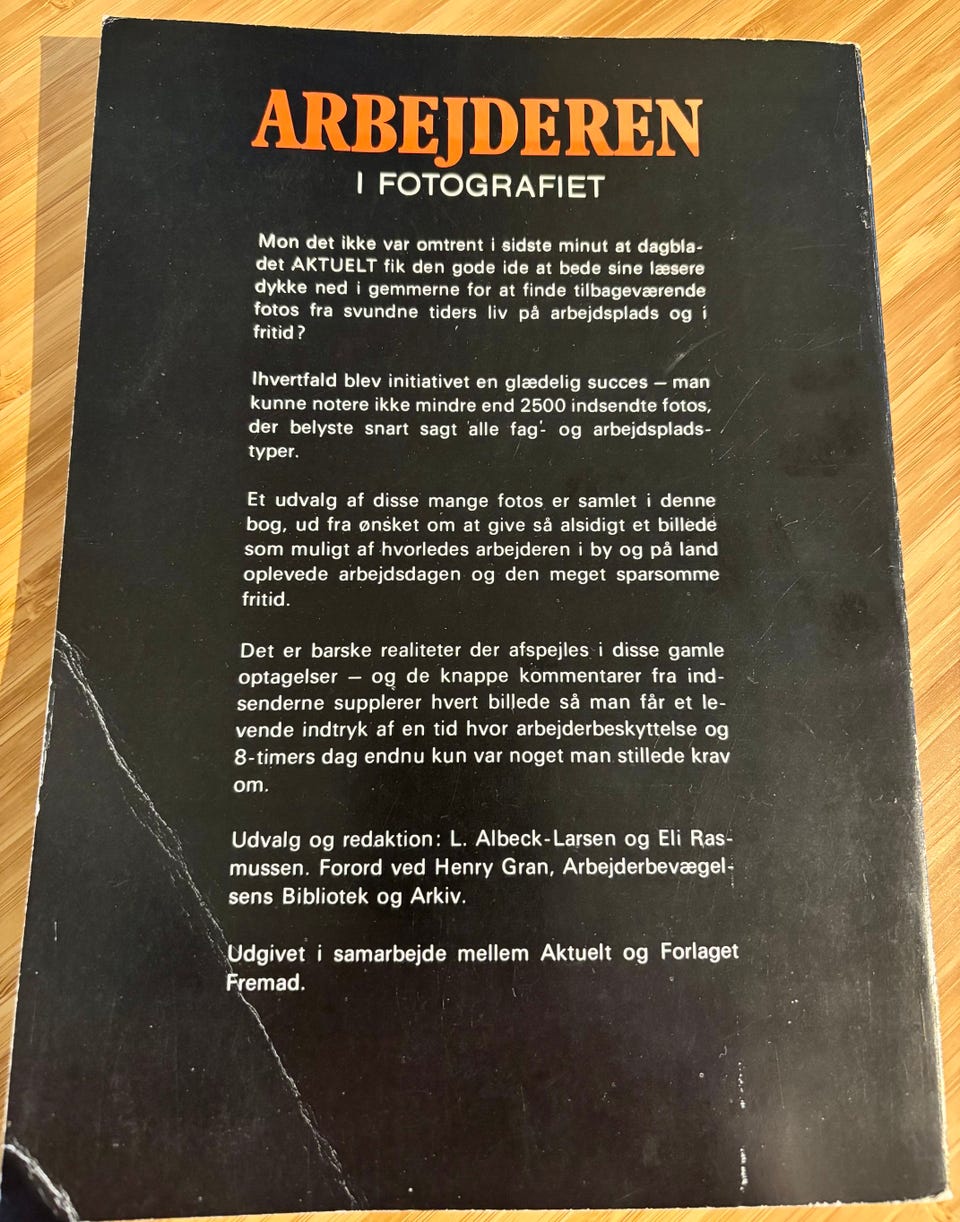 ARBEJDEREN
I FOTOGRAFIET
Mon det ikke var omtrent i sidste minut at dagbla-
det AKTUELT fik den gode ide at bede sine læsere
dykke ned i gemmerne for at finde tilbageværende
fotos fra svundne tiders liv på arbejdsplads og i
fritid?
Ihvertfald blev initiativet en glædelig succes – man
kunne notere ikke mindre end 2500 indsendte fotos,
der belyste snart sagt alle fag- og arbejdsplads-
typer.
Et udvalg af disse mange fotos er samlet i denne
bog, ud fra ønsket om at give så alsidigt et billede
som muligt af hvorledes arbejderen i by og på land
oplevede arbejdsdagen og den meget sparsomme
fritid.
Det er barske realiteter der afspejles i disse gamle
optagelser – og de knappe kommentarer fra ind-
senderne supplerer hvert billede så man får et le-
vende indtryk af en tid hvor arbejderbeskyttelse og
8-timers dag endnu kun var noget man stillede krav
om.
Udvalg og redaktion: L. Albeck-Larsen og Eli Ras-
mussen. Forord ved Henry Gran, Arbejderbevægel-
sens Bibliotek og Arkiv.
Udgivet i samarbejde mellem Aktuelt og Forlaget
Fremad.